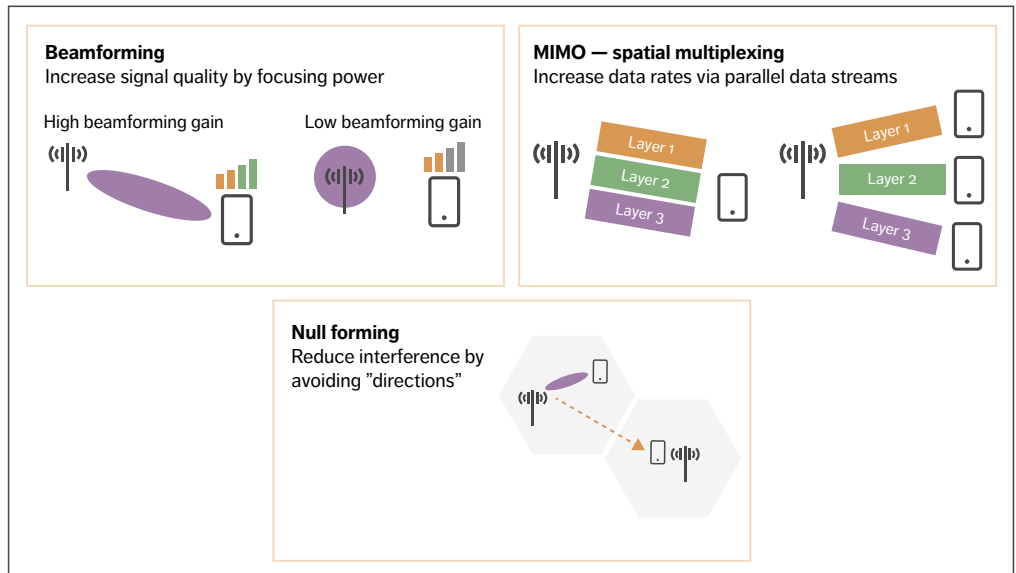 Beamforming
Increase signal quality by focusing power
High beamforming gain
Low beamforming gain
MIMO — spatial multiplexing
Increase data rates via parallel data streams
Layer 1
Layer 2
Layer 3
Layer 1
Layer 2
Layer 3
Null forming
Reduce interference by
avoiding ”directions”